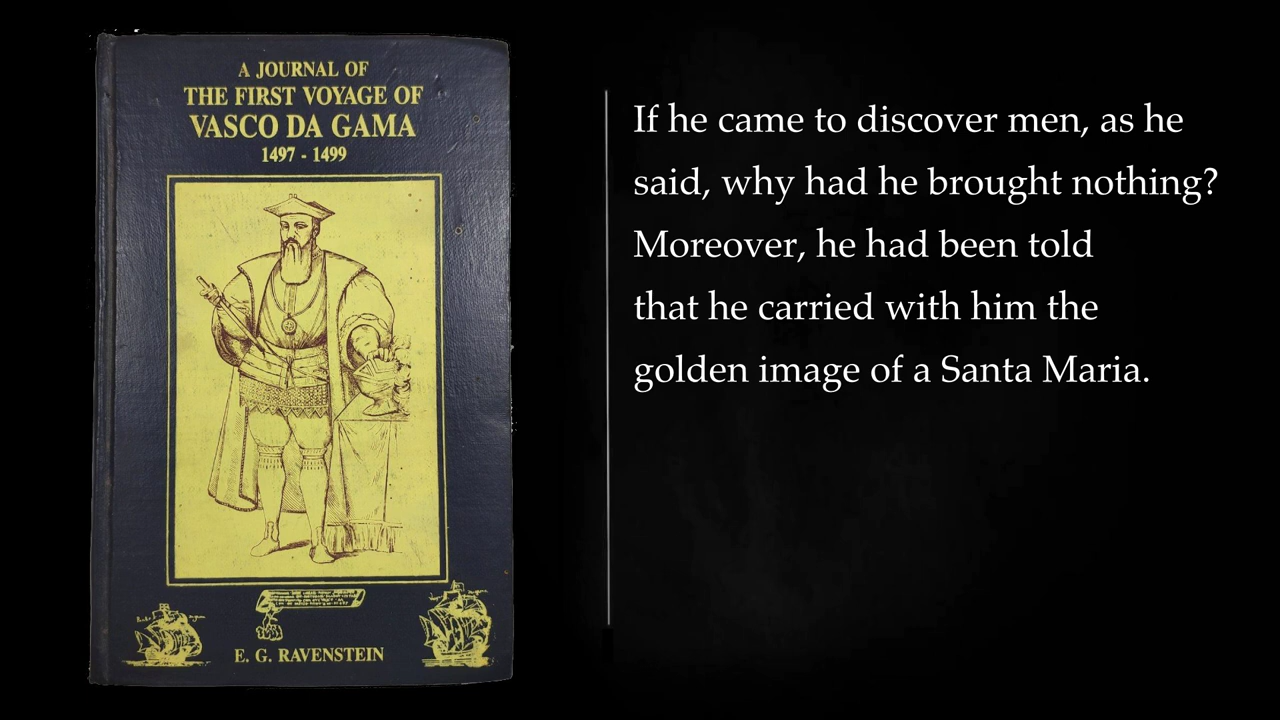 A JOURNAL OF
THE FIRST VOYAGE OF
VASCO DA GAMA
1497 - 1499
E. G. RAVENSTEIN
If he came to discover men, as he
said, why had he brought nothing?
Moreover, he had been told
that he carried with him the
golden image of a Santa Maria.